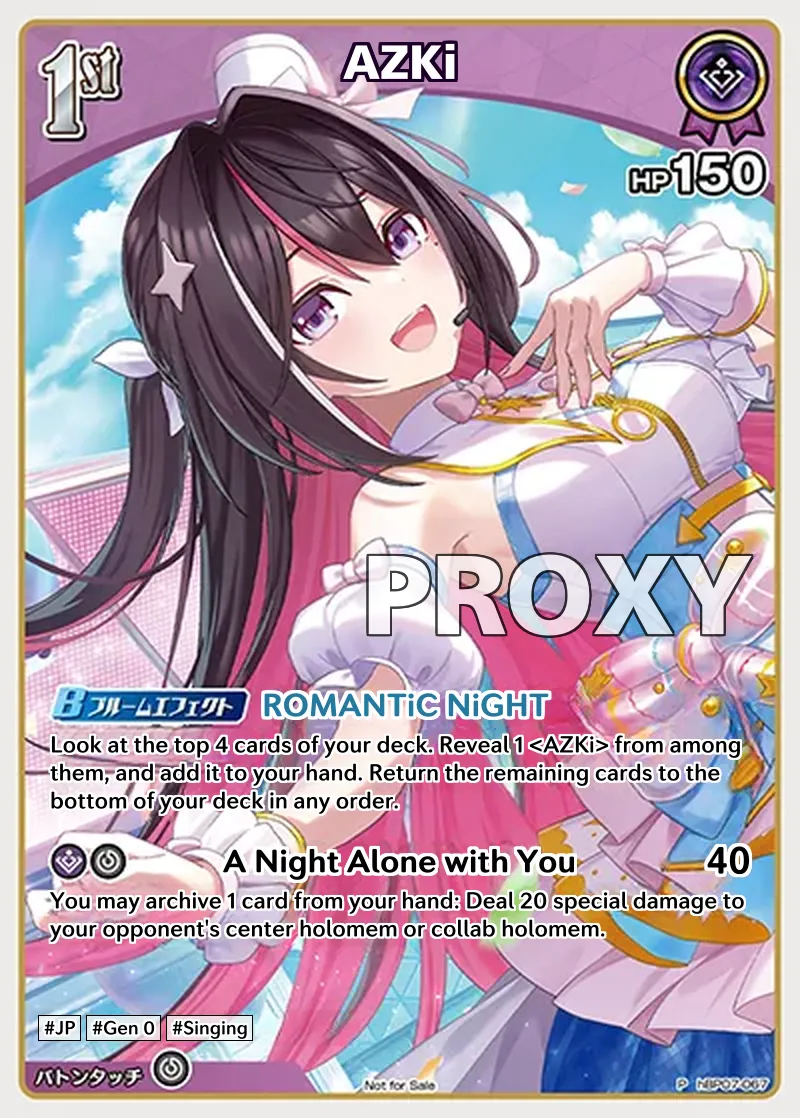 1st
AZKi
HP150
PROXY
Bブルームエフェクト ROMANTiC NiGHT
Look at the top 4 cards of your deck. Reveal 1 <AZKi> from among
them, and add it to your hand. Return the remaining cards to the
bottom of your deck in any order.
A Night Alone with You 40
You may archive 1 card from your hand: Deal 20 special damage to
your opponent's center holomem or collab holomem.
#JP #Gen 0 #Singing
バトンタッチ
Not for Sale
P hBP07-067